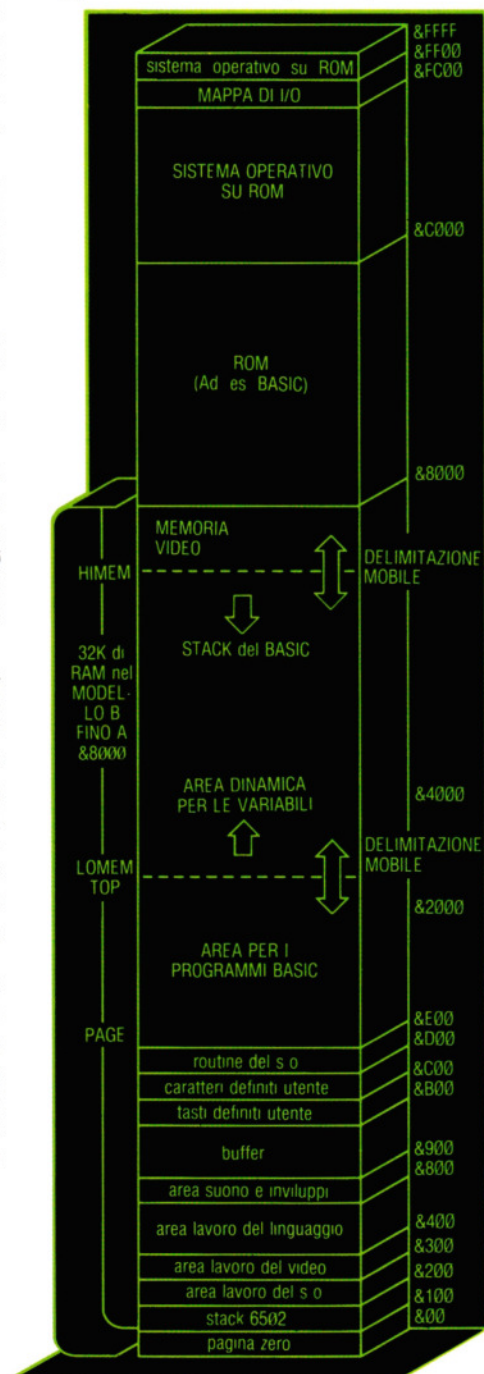 &FFFF
&FF00
sistema operativo su ROM
&FC00
MAPPA DI I/O
SISTEMA OPERATIVO
SU ROM
&C000
ROM
(Ad es BASIC)
&8000
MEMORIA
VIDEO
HIMEM
DELIMITAZIONE
MOBILE
STACK del BASIC
32K di
RAM nel
MODEL-
LO B
FINO A
&8000
AREA DINAMICA
PER LE VARIABILI
&4000
LOMEM
TOP
DELIMITAZIONE
MOBILE
&2000
AREA PER I
PROGRAMMI BASIC
PAGE
&E00
&D00
routine del s o
&C00
caratteri definiti utente
&B00
tasti definiti utente
buffer
&900
&800
area suono e inviluppi
area lavoro del linguaggio
&400
&300
area lavoro del video
&200
area lavoro del s o
&100
stack 6502
&00
pagina zero